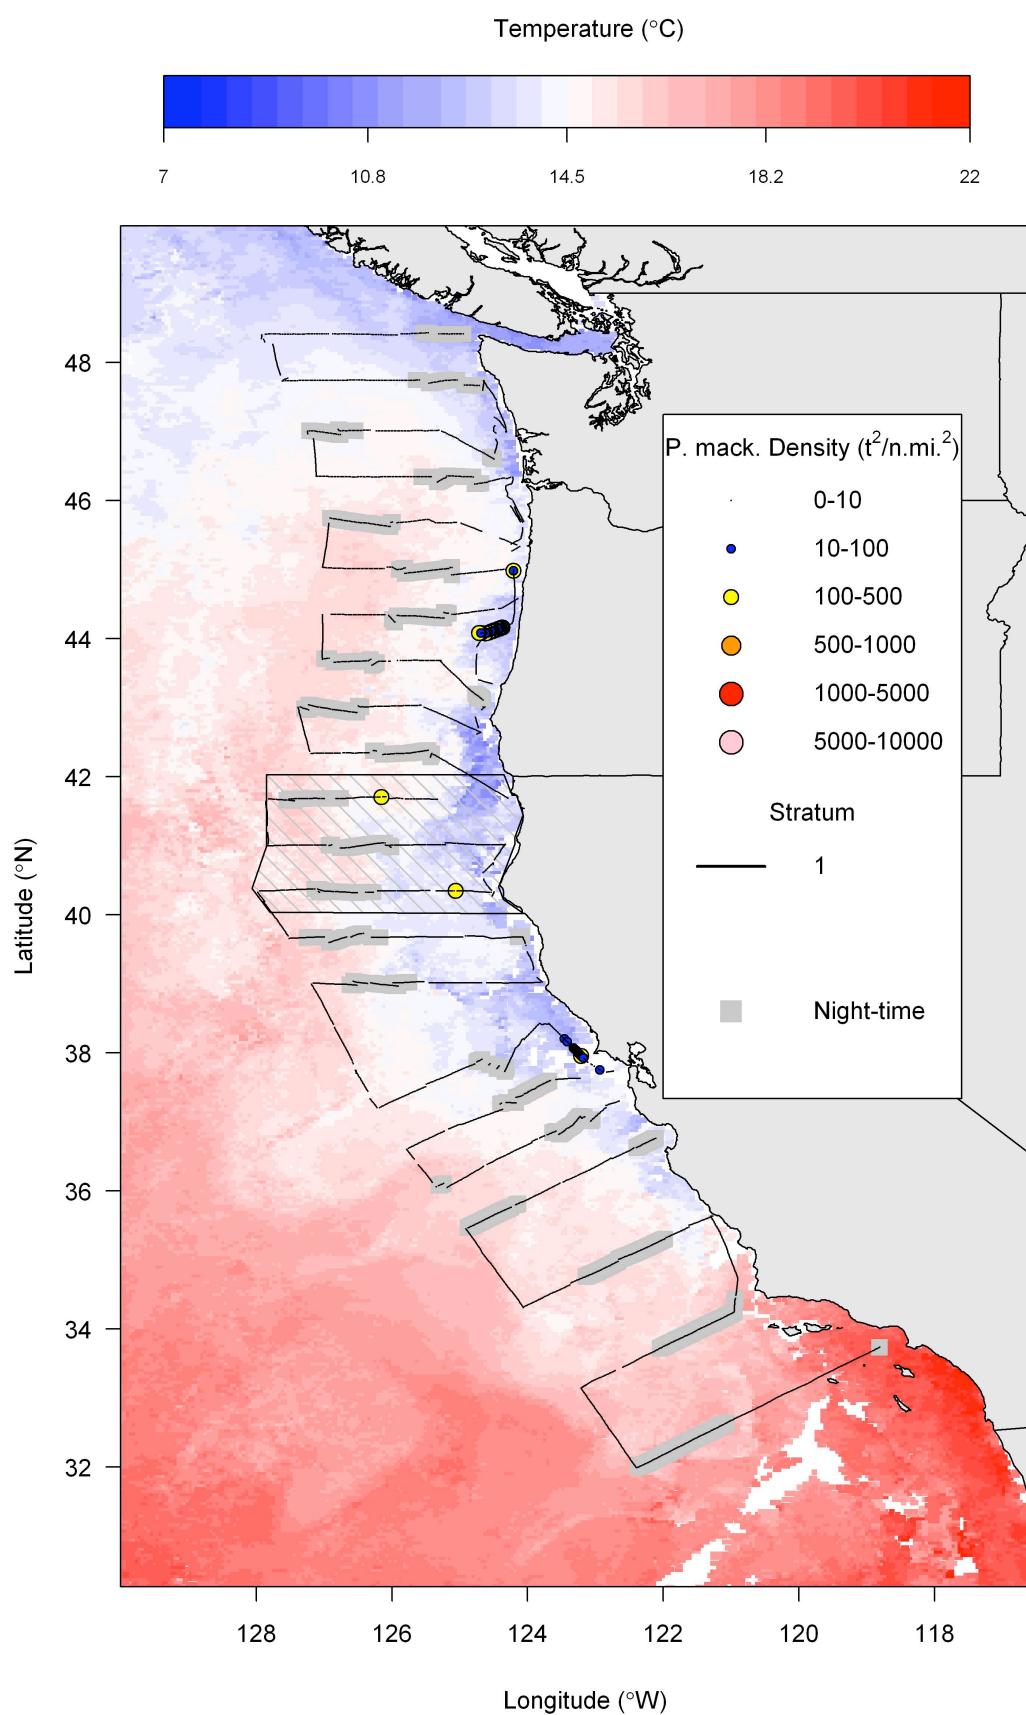 Temperature (°C)
7 10.8 14.5 18.2 22
48
46
44
42
40
38
36
34
32
Latitude (°N)
P. mack. Density (t²/n.mi.²)
0-10
10-100
100-500
500-1000
1000-5000
5000-10000
Stratum
1
Night-time
128 126 124 122 120 118
Longitude (°W)